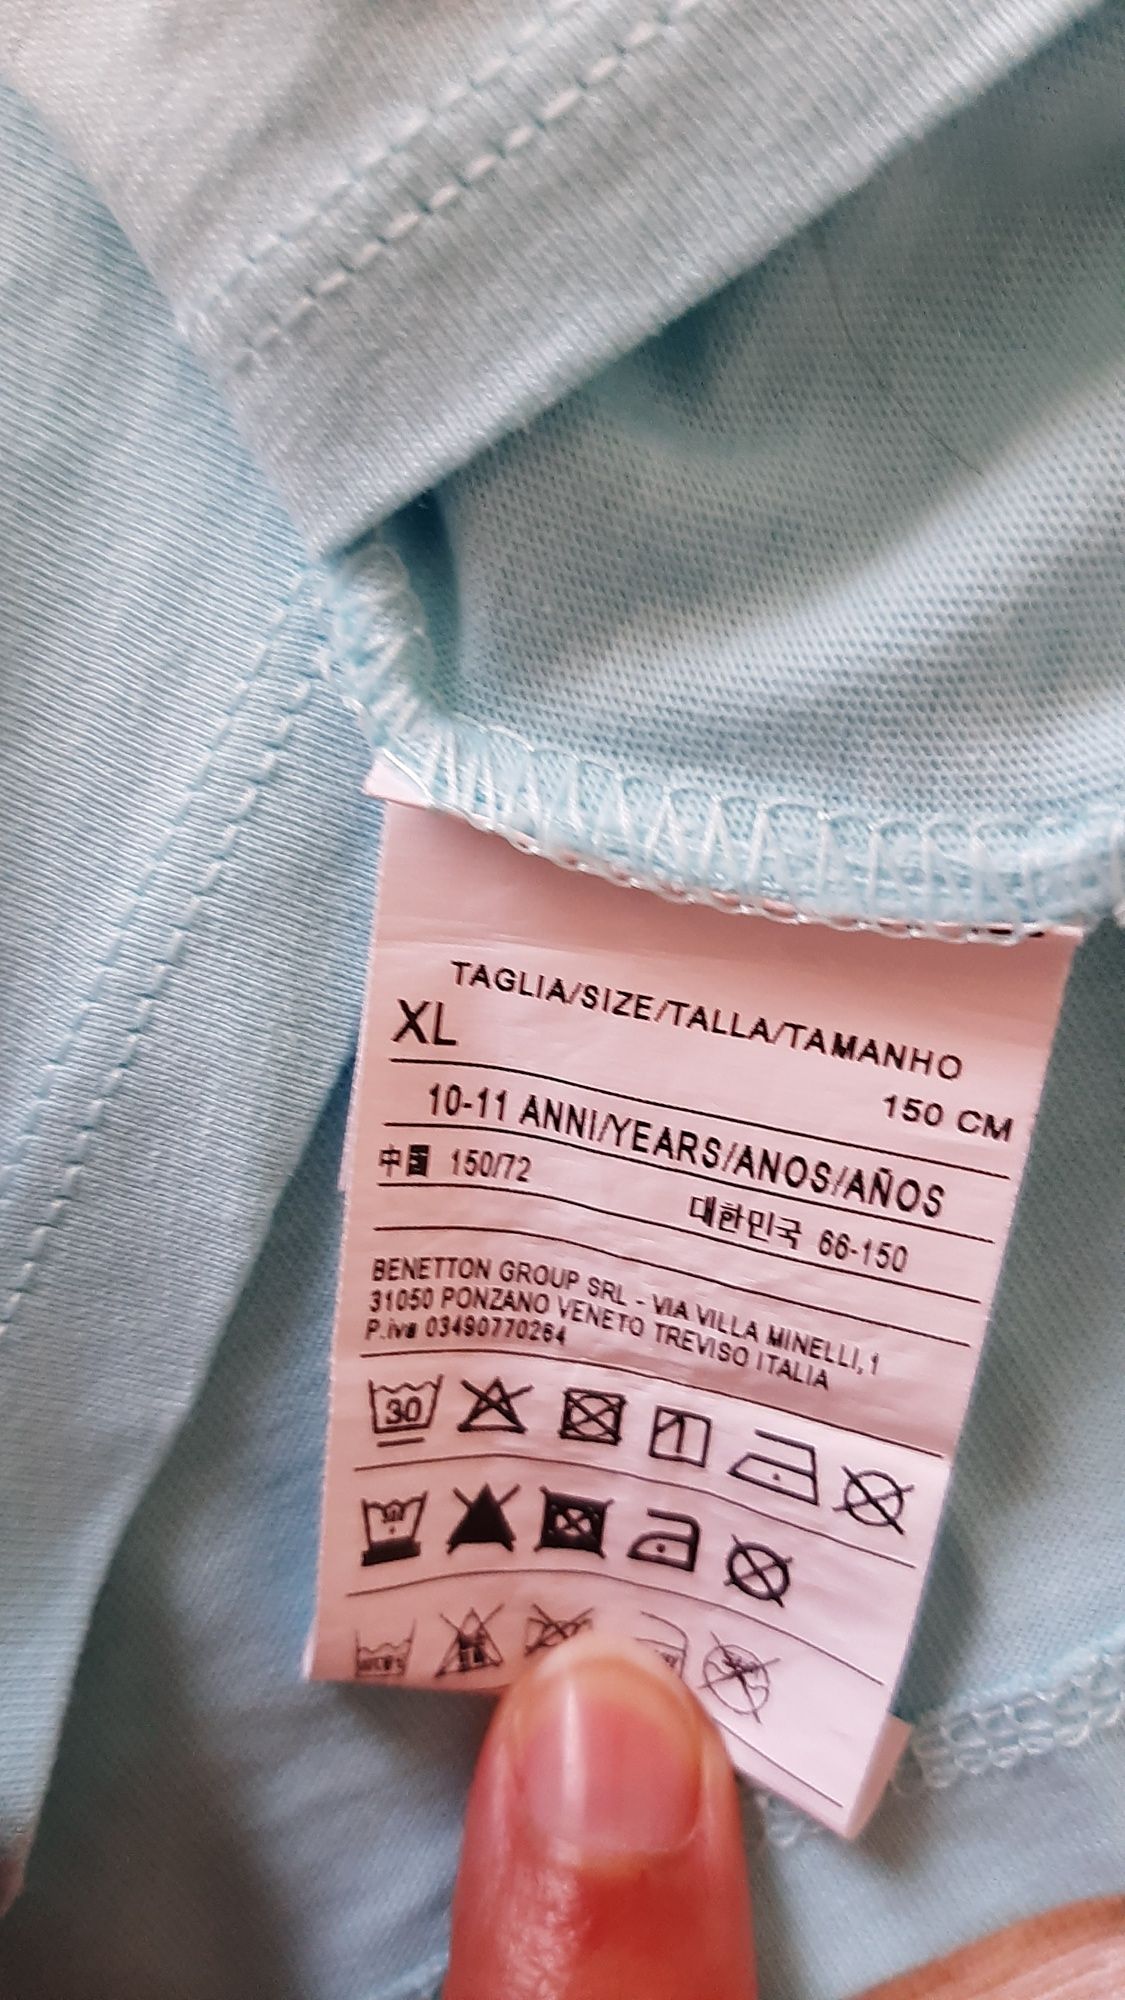 TAGLIA/SIZE/TALLA/TAMANHO
XL
150 CM
10-11 ANNI/YEARS/ANOS/AÑOS
中国 150/72
대한민국 66-150
BENETTON GROUP SRL - VIA VILLA MINELLI,1
31050 PONZANO VENETO TREVISO ITALIA
P.iva 03490770264
30